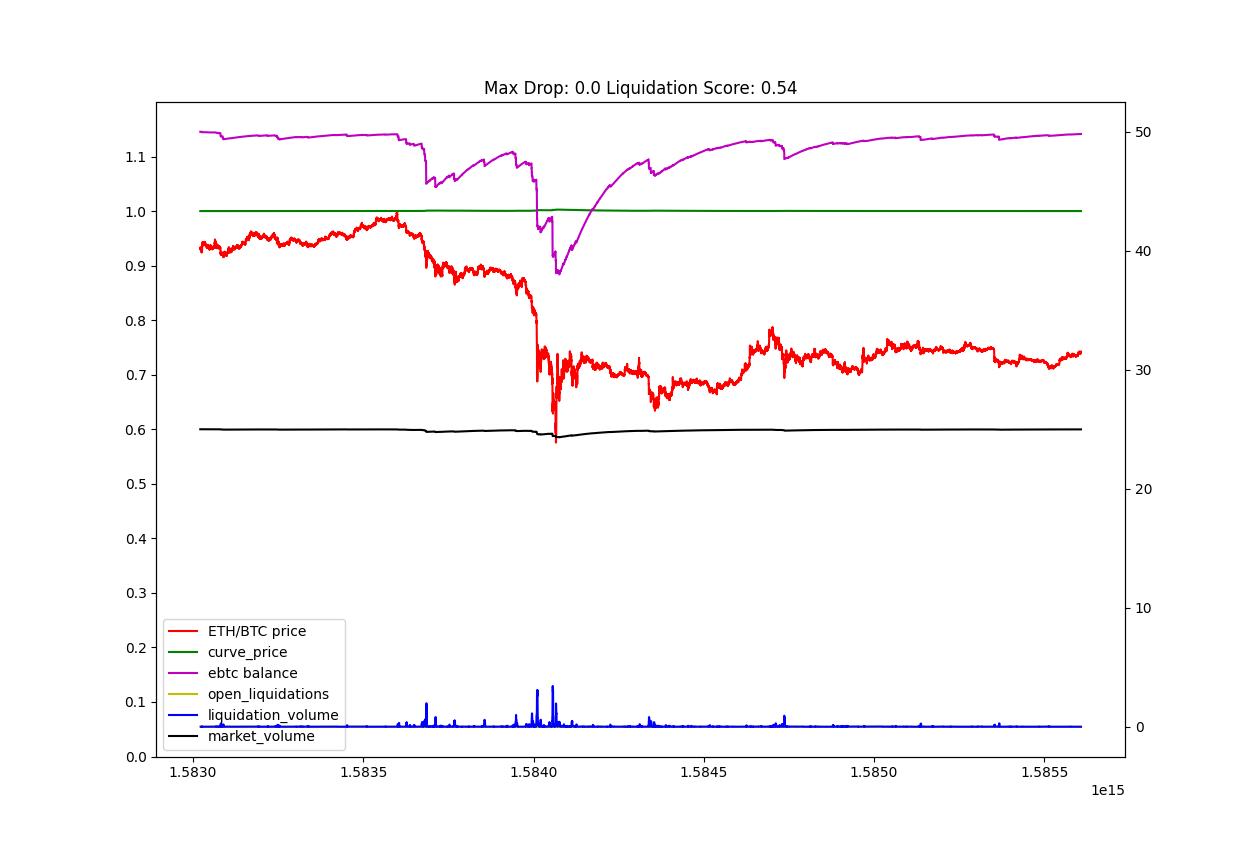 Max Drop: 0.0 Liquidation Score: 0.54
1.1
1.0
0.9
0.8
0.7
0.6
0.5
0.4
0.3
0.2
0.1
0.0
50
40
30
20
10
0
ETH/BTC price
curve_price
ebtc balance
open_liquidations
liquidation_volume
market_volume
1.5830 1.5835 1.5840 1.5845 1.5850 1.5855
1e15